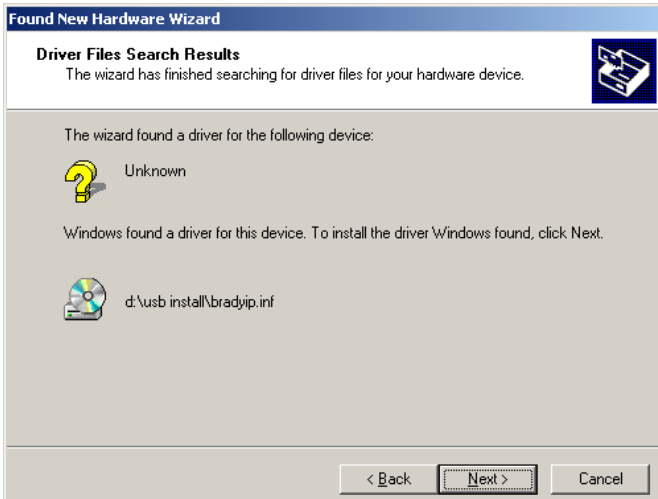 Found New Hardware Wizard
Driver Files Search Results
The wizard has finished searching for driver files for your hardware device.
The wizard found a driver for the following device:
Unknown
Windows found a driver for this device. To install the driver Windows found, click Next.
d:\usb install\bradyip.inf
< Back
Next >
Cancel